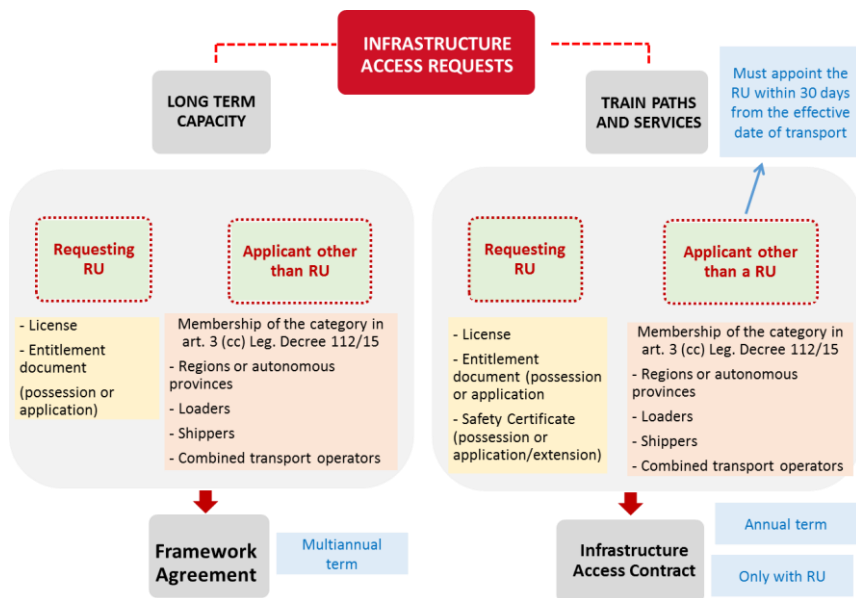 INFRASTRUCTURE
ACCESS REQUESTS
LONG TERM
CAPACITY
TRAIN PATHS
AND SERVICES
Must appoint the
RU within 30 days
from the effective
date of transport
Requesting
RU
Applicant other
than RU
- License
- Entitlement
document
(possession or
application)
Membership of the category in
art. 3 (cc) Leg. Decree 112/15
- Regions or autonomous
provinces
- Loaders
- Shippers
- Combined transport operators
Requesting
RU
Applicant other
than a RU
- License
- Entitlement
document (possession
or application
- Safety Certificate
(possession or
application/extension)
Membership of the category in
art. 3 (cc) Leg. Decree 112/15
- Regions or autonomous
provinces
- Loaders
- Shippers
- Combined transport operators
Framework
Agreement
Multiannual
term
Infrastructure
Access Contract
Annual term
Only with RU